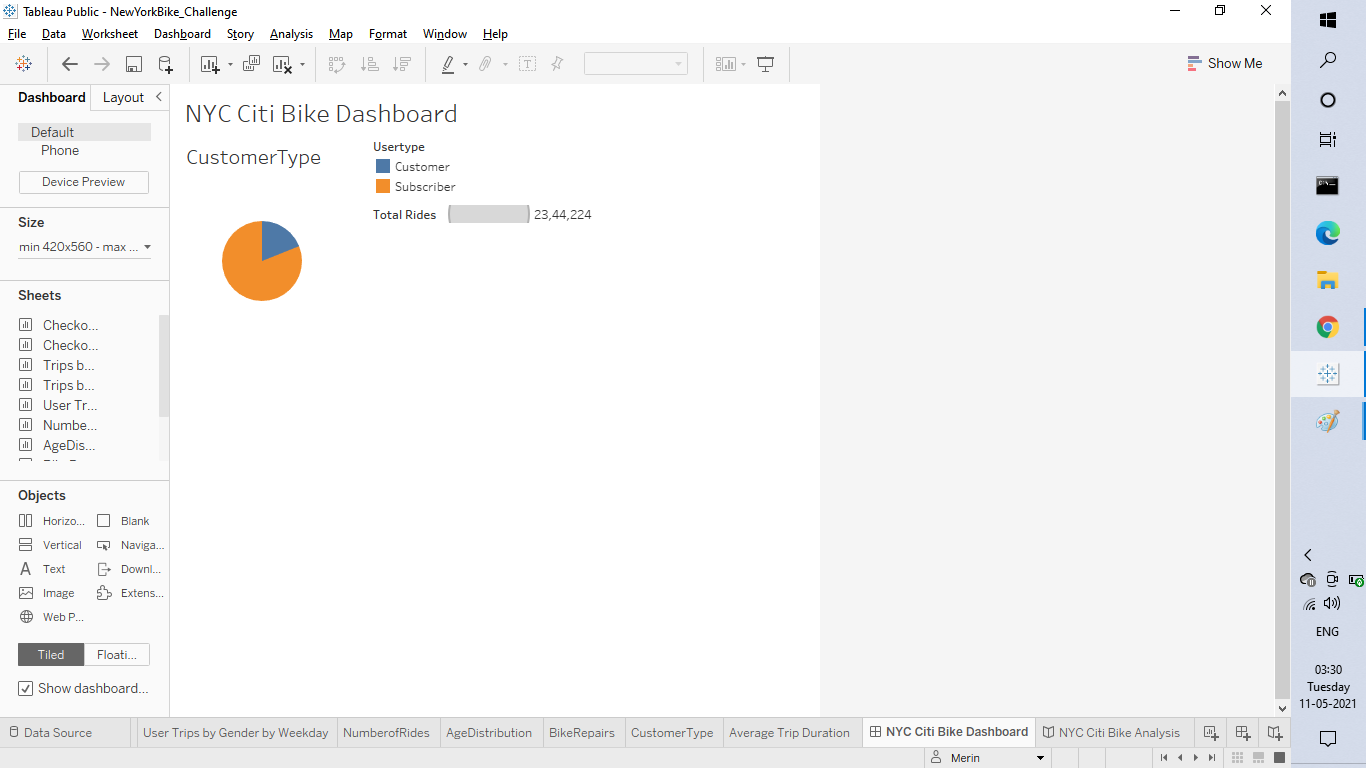 Tableau Public - NewYorkBike_Challenge
File Data Worksheet Dashboard Story Analysis Map Format Window Help
Show Me
Dashboard Layout
Default
Phone
Device Preview
Size
min 420x560 - max ...
Sheets
Checko...
Checko...
Trips b...
Trips b...
User Tr...
Numbe...
AgeDis...
Objects
Horizo... Blank
Vertical Naviga...
Text Downl...
Image Extens...
Web P...
Tiled Floati...
Show dashboard...
NYC Citi Bike Dashboard
CustomerType
Usertype
Customer
Subscriber
Total Rides 23,44,224
Data Source User Trips by Gender by Weekday NumberofRides AgeDistribution BikeRepairs CustomerType Average Trip Duration NYC Citi Bike Dashboard NYC Citi Bike Analysis
Merin
ENG
03:30
Tuesday
11-05-2021